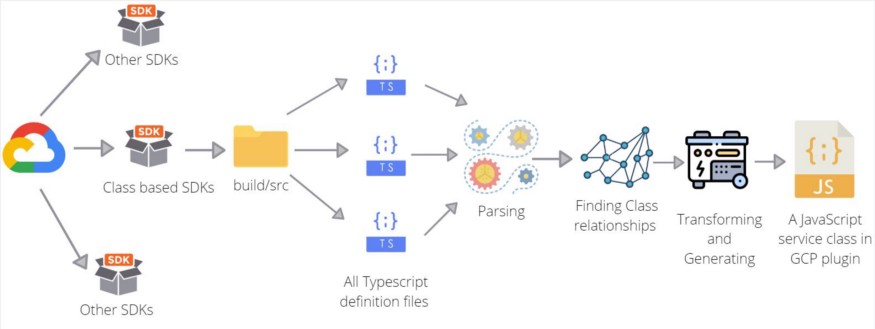 SDK
Other SDKs
SDK
Class based SDKs
SDK
Other SDKs
build/src
{;}
TS
{;}
TS
{;}
TS
All Typescript
definition files
Parsing
Finding Class
relationships
Transforming
and
Generating
{;}
JS
A JavaScript
service class in
GCP plugin